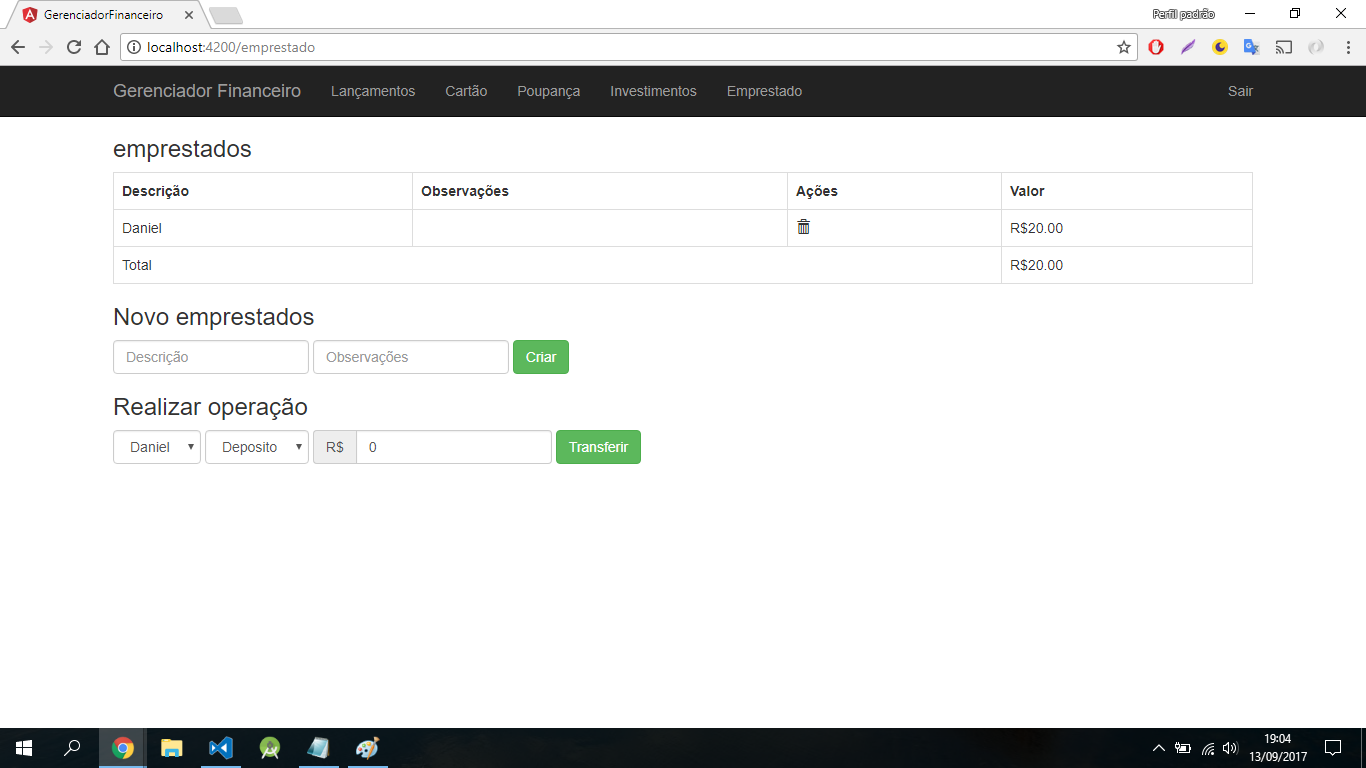 GerenciadorFinanceiro
Perfil padrão
localhost:4200/emprestado
Gerenciador Financeiro Lançamentos Cartão Poupança Investimentos Emprestado Sair
emprestados
Descrição Observações Ações Valor
Daniel R$20.00
Total R$20.00
Novo emprestados
Descrição Observações Criar
Realizar operação
Daniel Deposito R$ 0 Transferir
19:04
13/09/2017